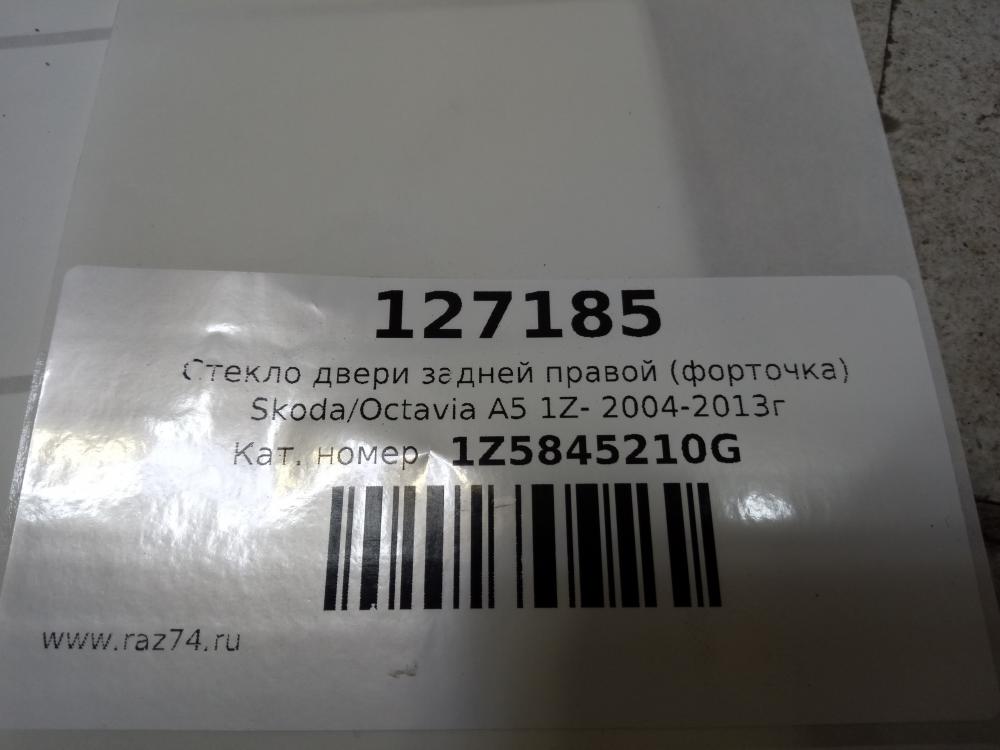 127185
Стекло двери задней правой (форточка)
Skoda/Octavia A5 1Z- 2004-2013г
Кат. номер 1Z5845210G
www.raz74.ru